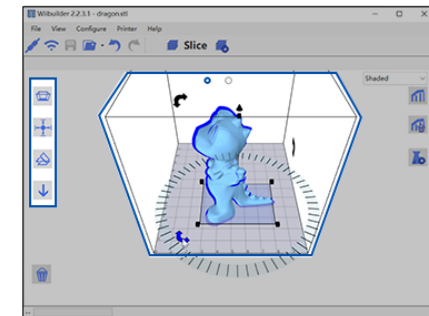 Wiibuilder 2.2.3.1 - dragon.stl
File View Configure Printer Help
Slice
Shaded